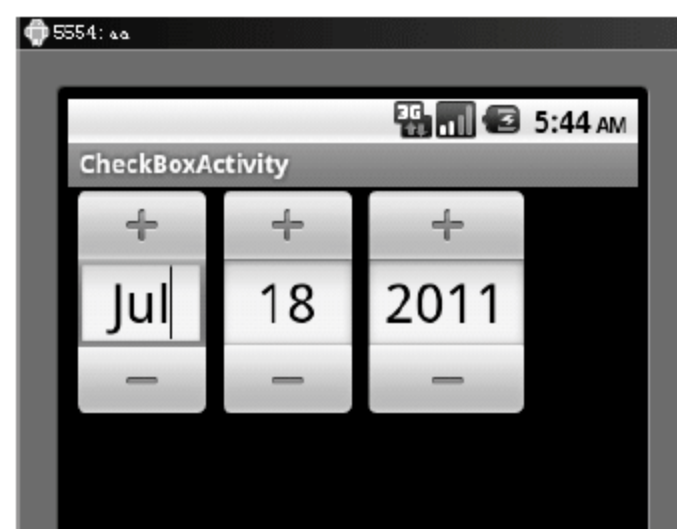 5554: aa
3G 5:44 AM
CheckBoxActivity
+ + +
Jul 18 2011
- - -